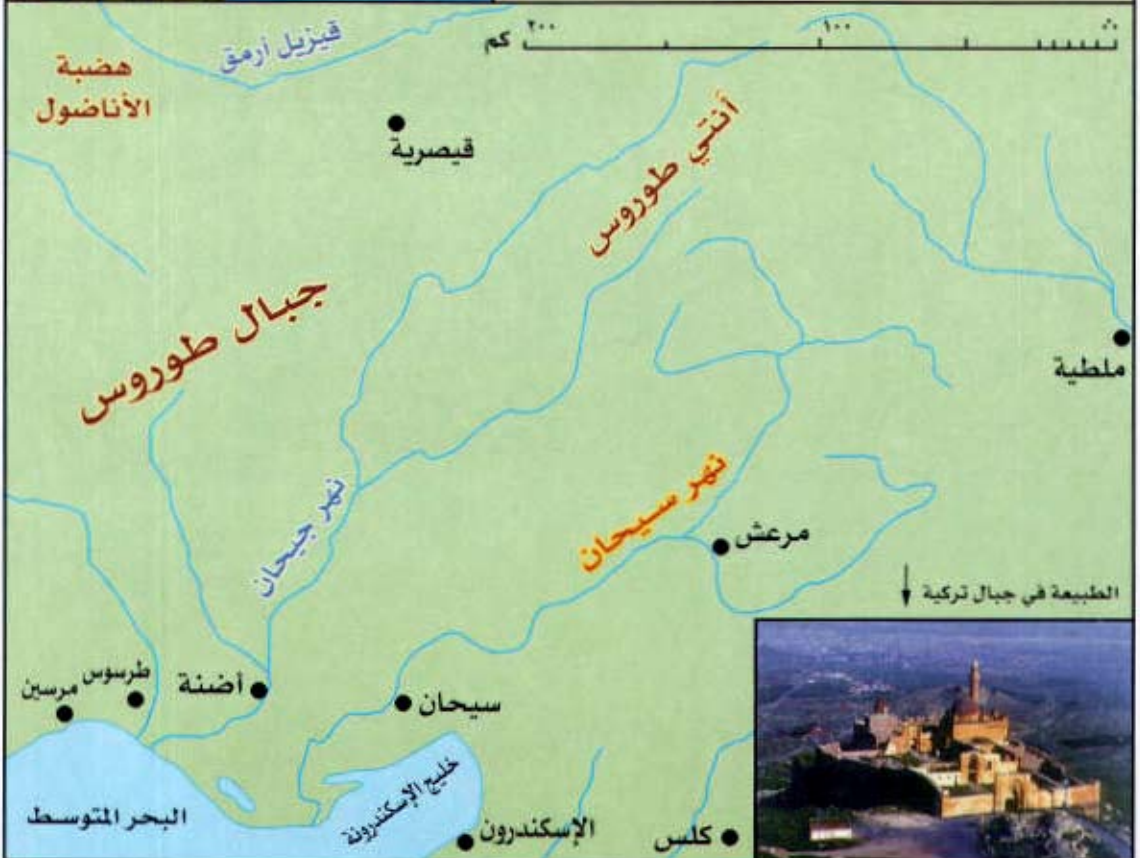 كم
٢٠٠
١٠٠
قيزيل أرمق
هضبة
الأناضول
قيصرية
أنتي طوروس
جبال طوروس
ملطية
نهر جيحان
نهر سيحان
مرعش
الطبيعة في جبال تركية
طرسوس
مرسين
أضنة
سيحان
خليج الإسكندرونة
البحر المتوسط
الإسكندرون
كلس